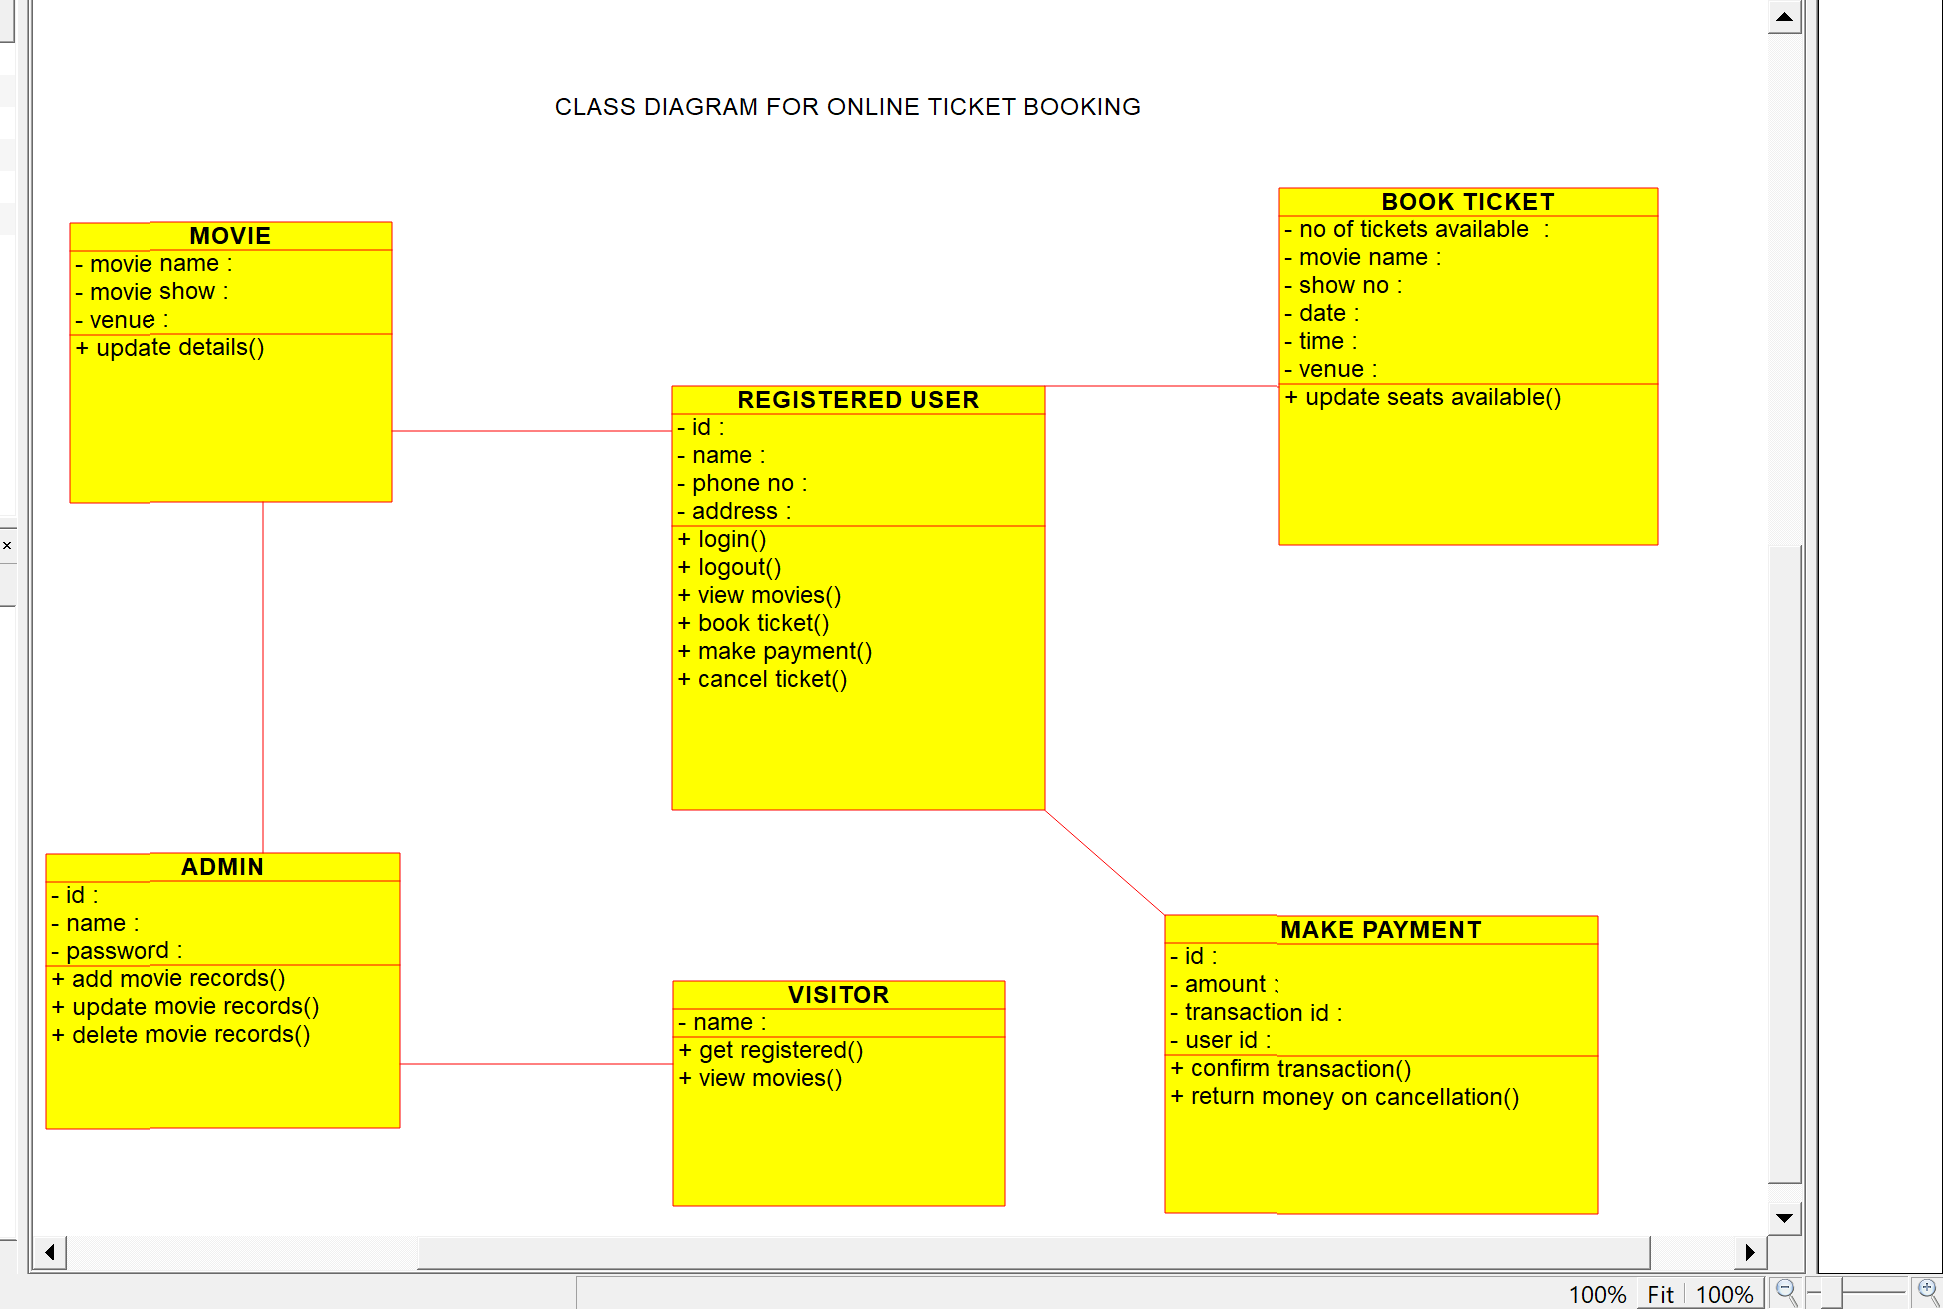 CLASS DIAGRAM FOR ONLINE TICKET BOOKING
MOVIE
- movie name :
- movie show :
- venue :
+ update details()
BOOK TICKET
- no of tickets available :
- movie name :
- show no :
- date :
- time :
- venue :
+ update seats available()
REGISTERED USER
- id :
- name :
- phone no :
- address :
+ login()
+ logout()
+ view movies()
+ book ticket()
+ make payment()
+ cancel ticket()
ADMIN
- id :
- name :
- password :
+ add movie records()
+ update movie records()
+ delete movie records()
VISITOR
- name :
+ get registered()
+ view movies()
MAKE PAYMENT
- id :
- amount :
- transaction id :
- user id :
+ confirm transaction()
+ return money on cancellation()
100% Fit 100%